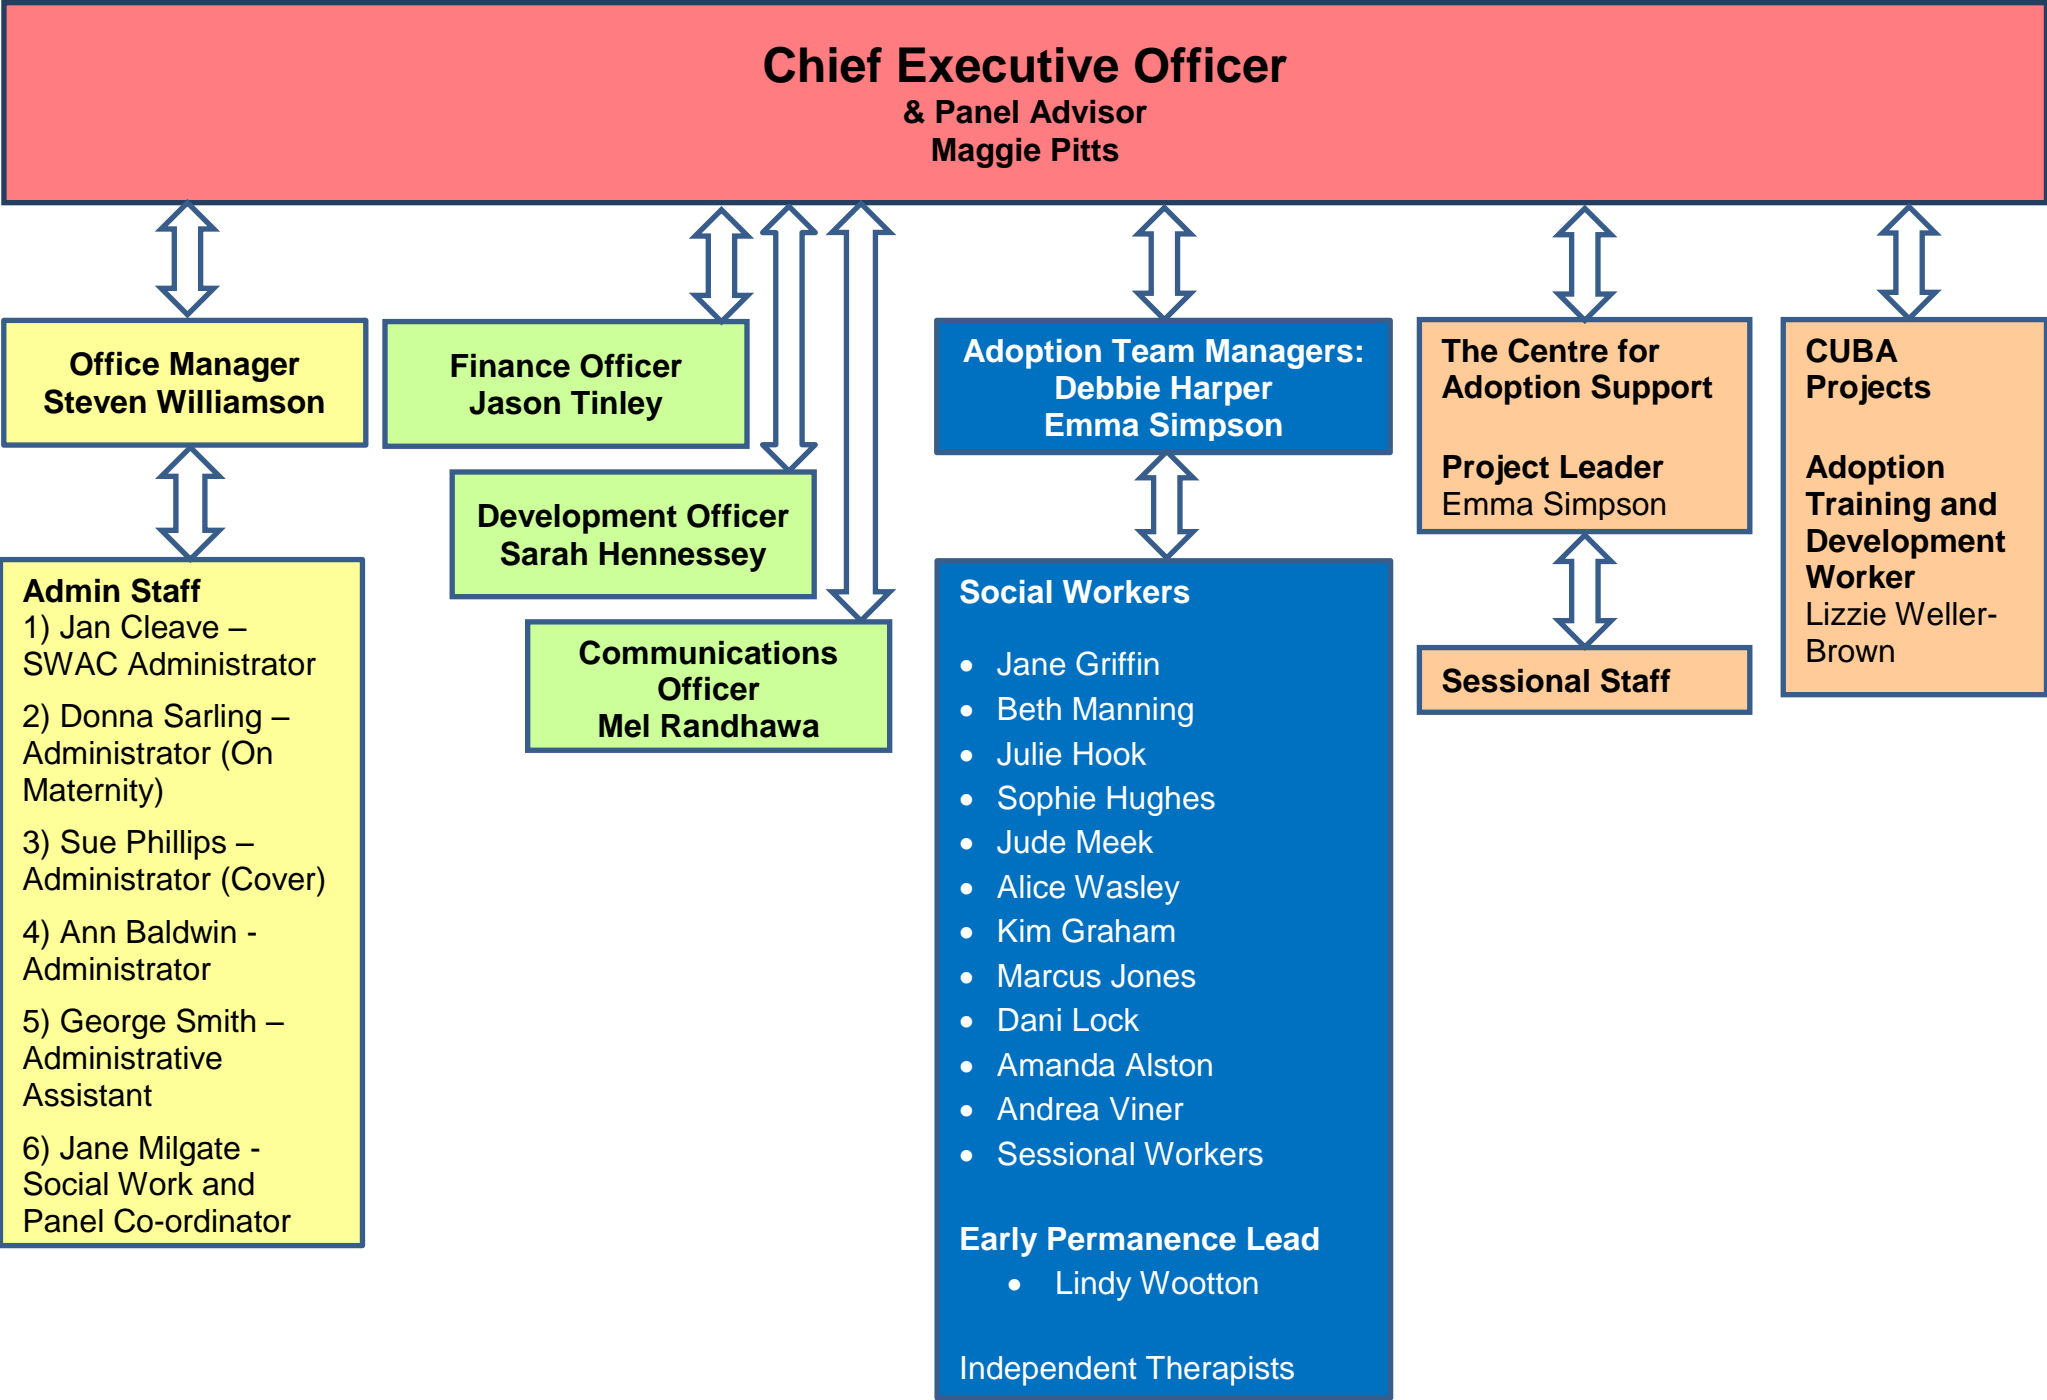 Chief Executive Officer
& Panel Advisor
Maggie Pitts
Office Manager
Steven Williamson
Admin Staff
1) Jan Cleave –
SWAC Administrator
2) Donna Sarling –
Administrator (On
Maternity)
3) Sue Phillips –
Administrator (Cover)
4) Ann Baldwin -
Administrator
5) George Smith –
Administrative
Assistant
6) Jane Milgate -
Social Work and
Panel Co-ordinator
Finance Officer
Jason Tinley
Development Officer
Sarah Hennessey
Communications
Officer
Mel Randhawa
Adoption Team Managers:
Debbie Harper
Emma Simpson
Social Workers
• Jane Griffin
• Beth Manning
• Julie Hook
• Sophie Hughes
• Jude Meek
• Alice Wasley
• Kim Graham
• Marcus Jones
• Dani Lock
• Amanda Alston
• Andrea Viner
• Sessional Workers
Early Permanence Lead
• Lindy Wootton
Independent Therapists
The Centre for
Adoption Support
Project Leader
Emma Simpson
Sessional Staff
CUBA
Projects
Adoption
Training and
Development
Worker
Lizzie Weller-
Brown